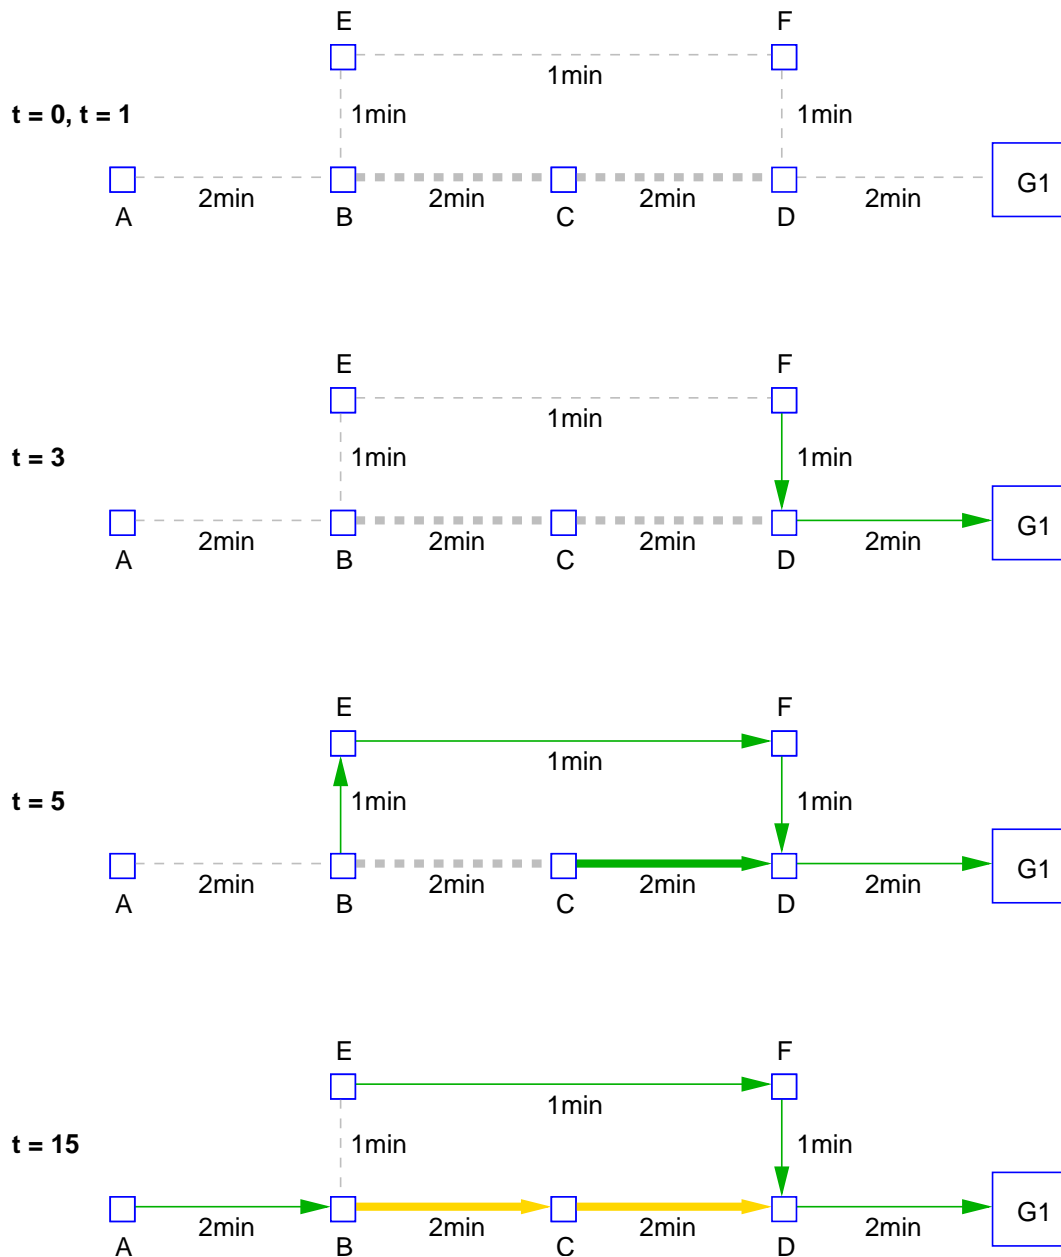 E F
1min
t = 0, t = 1 1min 1min
G1
2min 2min 2min 2min
A B C D
E F
1min
t = 3 1min 1min
G1
2min 2min 2min 2min
A B C D
E F
1min
t = 5 1min 1min
G1
2min 2min 2min 2min
A B C D
E F
1min
t = 15 1min 1min
G1
2min 2min 2min 2min
A B C D